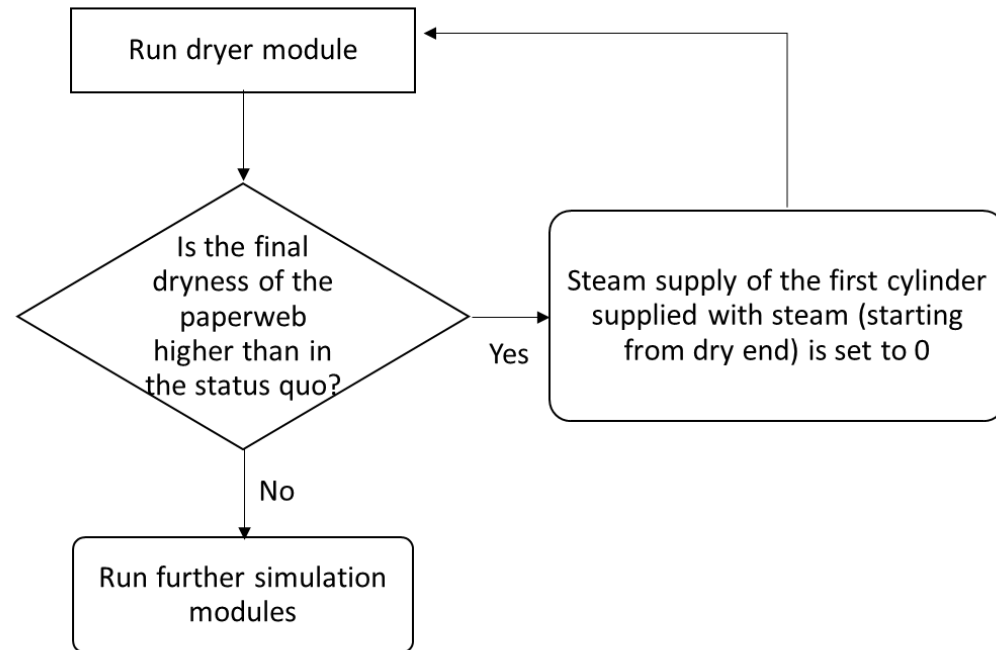 Run dryer module
Is the final
dryness of the
paperweb
higher than in
the status quo?
Yes
Steam supply of the first cylinder
supplied with steam (starting
from dry end) is set to 0
No
Run further simulation
modules